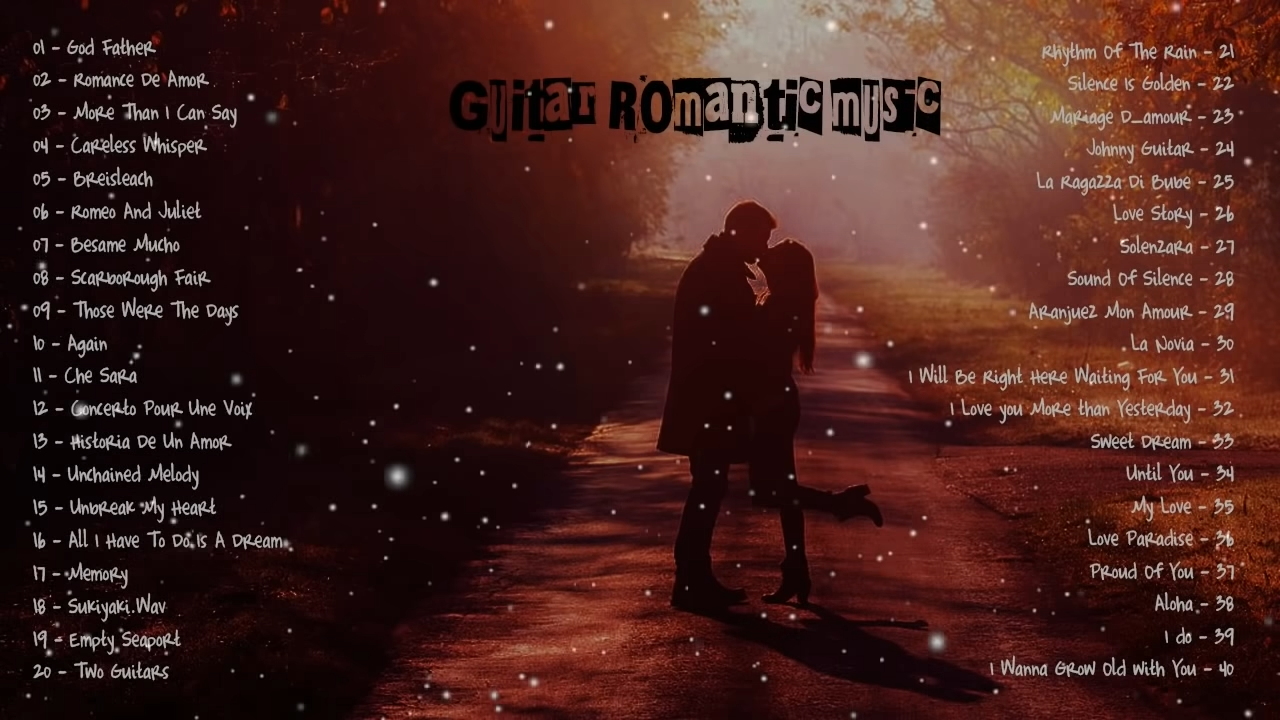 Guitar Romantic music
01 - God Father
02 - Romance De Amor
03 - More Than I Can Say
04 - Careless Whisper
05 - Breisleach
06 - Romeo And Juliet
07 - Besame Mucho
08 - Scarborough Fair
09 - Those Were The Days
10 - Again
11 - Che Sara
12 - Concerto Pour Une Voix
13 - Historia De Un Amor
14 - Unchained Melody
15 - Unbreak My Heart
16 - All I Have To Do Is A Dream
17 - Memory
18 - Sukiyaki.Wav
19 - Empty Seaport
20 - Two Guitars
Rhythm Of The Rain - 21
Silence Is Golden - 22
Mariage D_amour - 23
Johnny Guitar - 24
La Ragazza Di Bube - 25
Love Story - 26
Solenzara - 27
Sound Of Silence - 28
Aranjuez Mon Amour - 29
La Novia - 30
I Will Be Right Here Waiting For You - 31
I Love you More than Yesterday - 32
Sweet Dream - 33
Until You - 34
My Love - 35
Love Paradise - 36
Proud Of You - 37
Aloha - 38
I do - 39
I Wanna Grow Old With You - 40